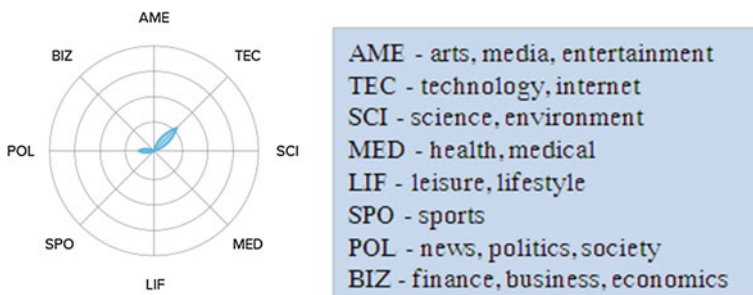 AME
BIZ
TEC
POL
SCI
SPO
MED
LIF
AME - arts, media, entertainment
TEC - technology, internet
SCI - science, environment
MED - health, medical
LIF - leisure, lifestyle
SPO - sports
POL - news, politics, society
BIZ - finance, business, economics